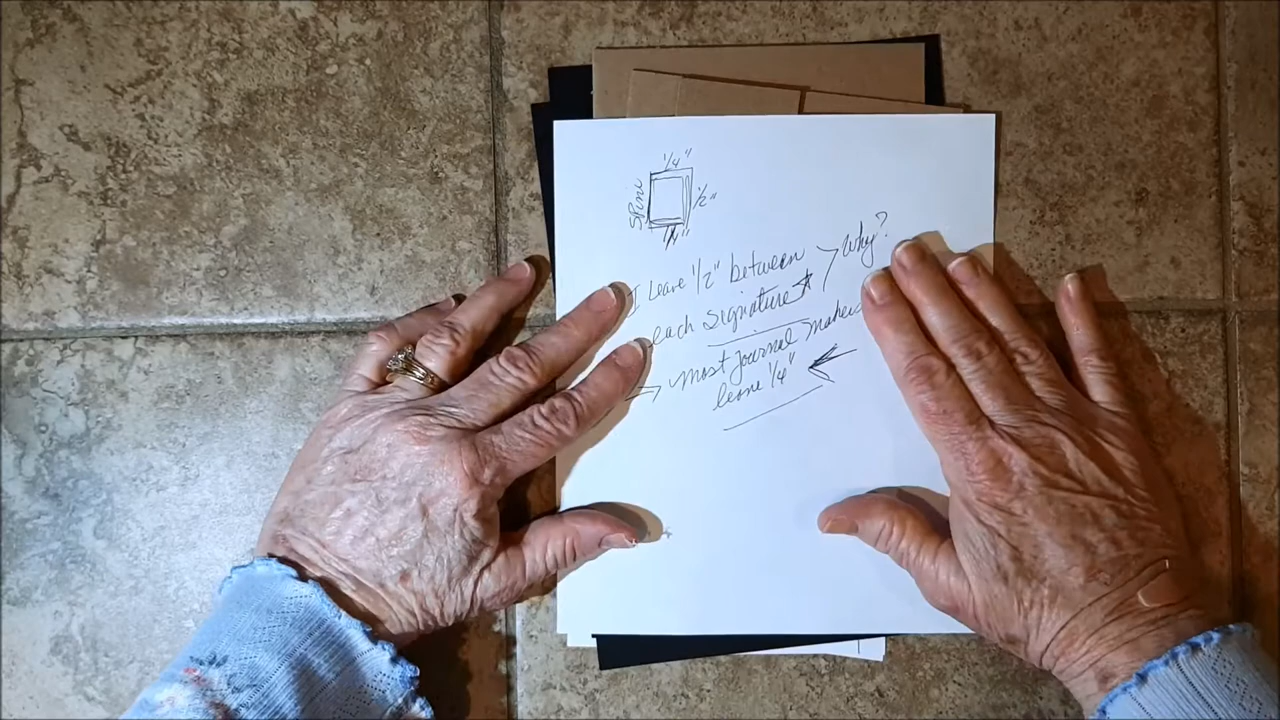 1/4"
Spine
1/2"
1/4"
I leave 1/2" between
each signature
Why?
most journal makers
leave 1/4"